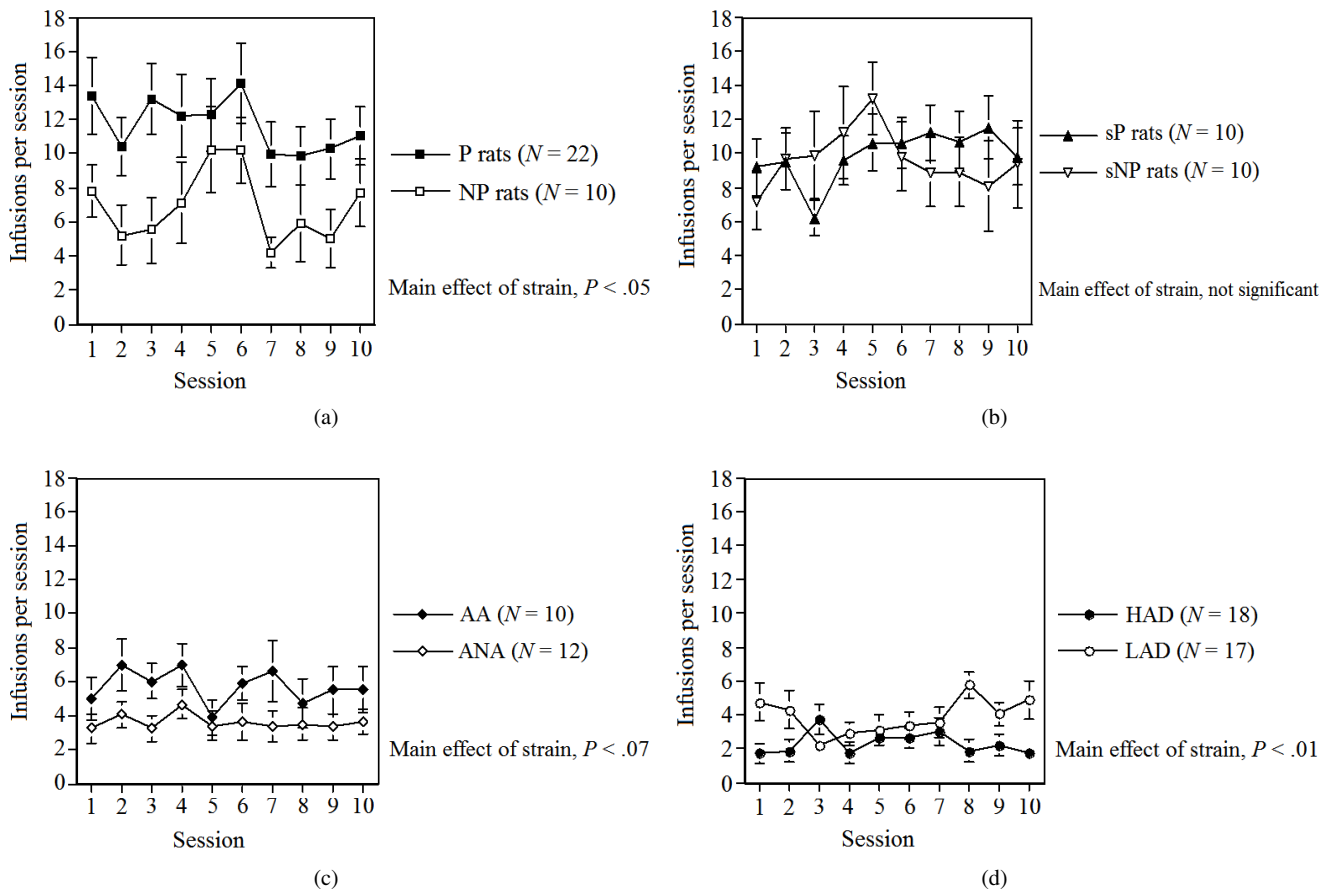 18
16
14
12
10
8
6
4
2
0
Infusions per session
1 2 3 4 5 6 7 8 9 10
Session
P rats (N = 22)
NP rats (N = 10)
Main effect of strain, P < .05
(a)
18
16
14
12
10
8
6
4
2
0
Infusions per session
1 2 3 4 5 6 7 8 9 10
Session
sP rats (N = 10)
sNP rats (N = 10)
Main effect of strain, not significant
(b)
18
16
14
12
10
8
6
4
2
0
Infusions per session
1 2 3 4 5 6 7 8 9 10
Session
AA (N = 10)
ANA (N = 12)
Main effect of strain, P < .07
(c)
18
16
14
12
10
8
6
4
2
0
Infusions per session
1 2 3 4 5 6 7 8 9 10
Session
HAD (N = 18)
LAD (N = 17)
Main effect of strain, P < .01
(d)